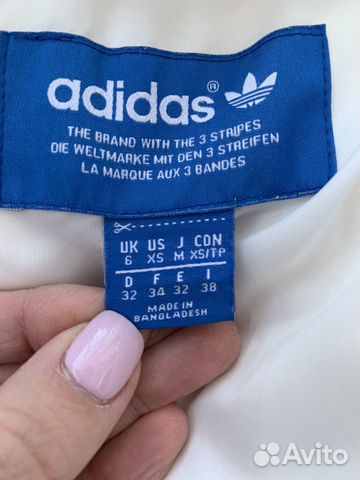 adidas®
THE BRAND WITH THE 3 STRIPES
DIE WELTMARKE MIT DEN 3 STREIFEN
LA MARQUE AUX 3 BANDES
UK US J CDN
6 XS M XS/TP
D F E I
32 34 32 38
MADE IN
BANGLADESH
Avito